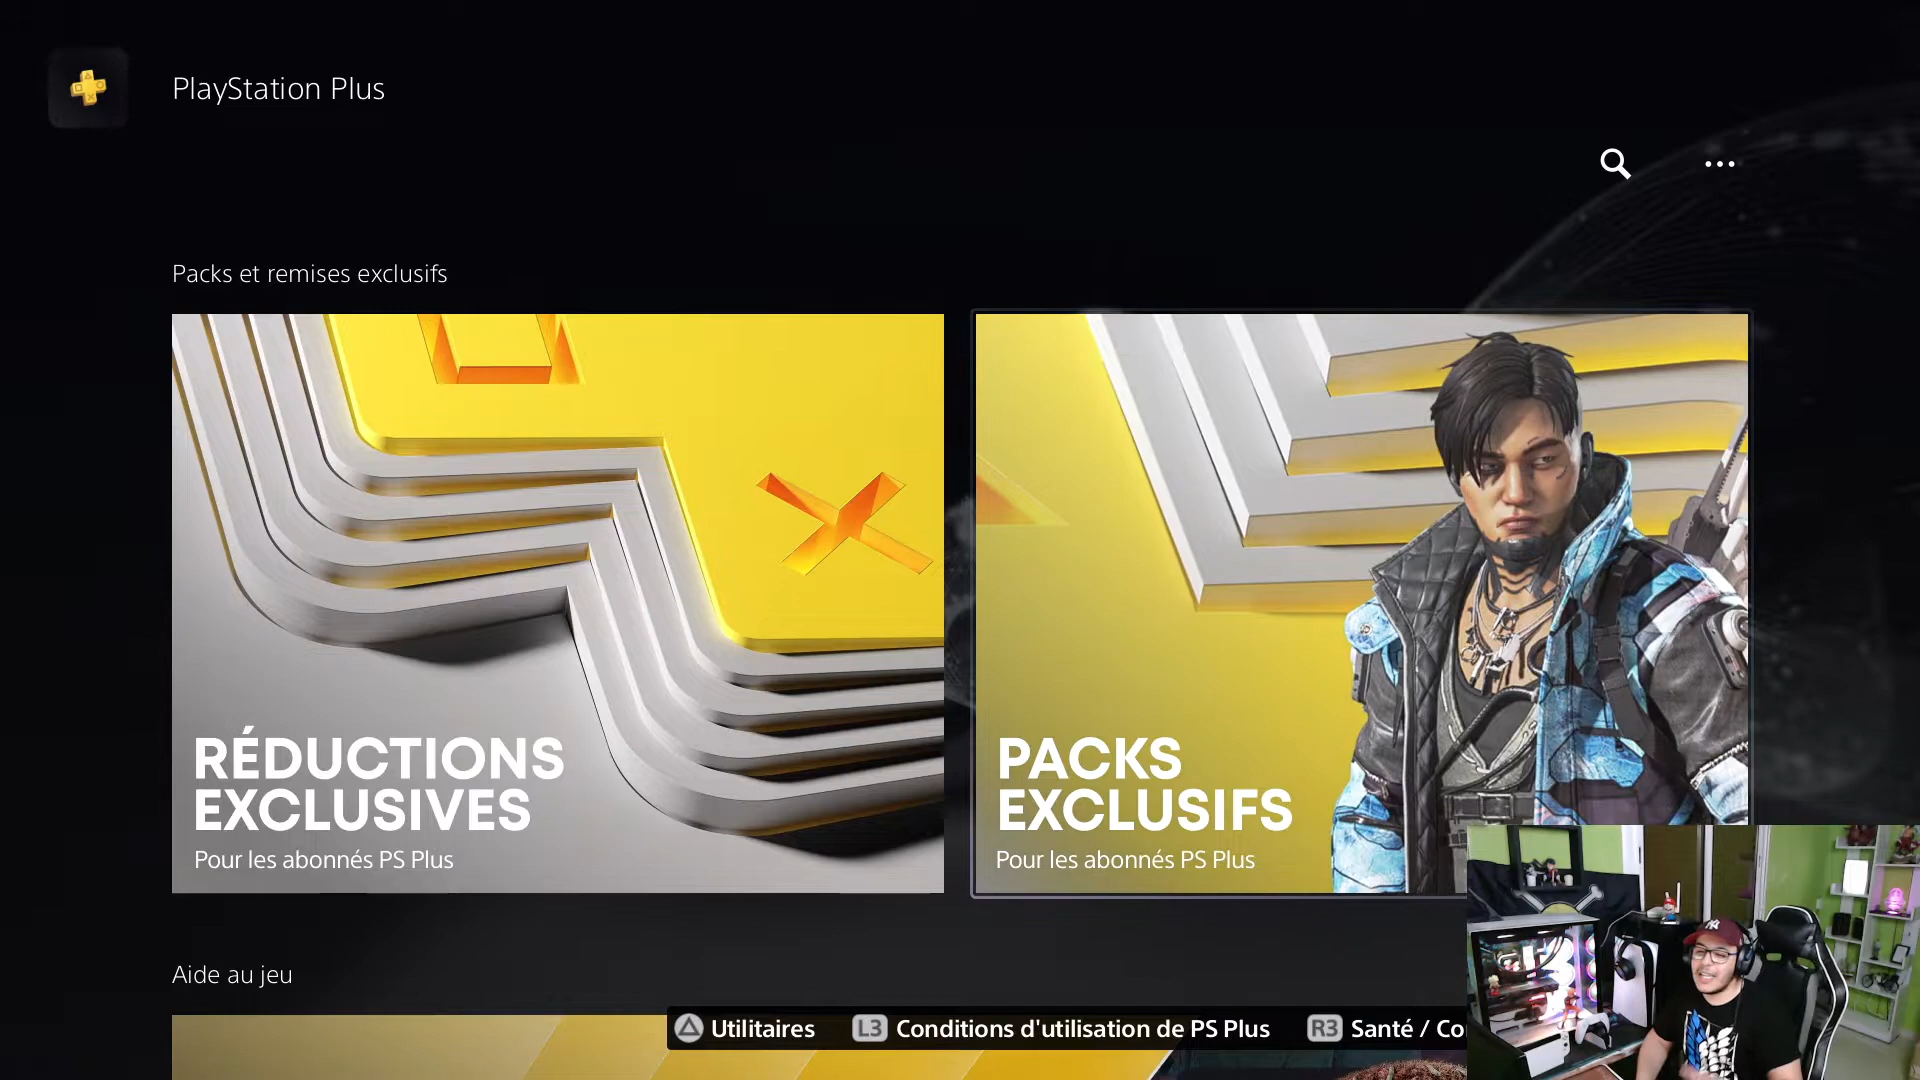 PlayStation Plus
Packs et remises exclusifs
RÉDUCTIONS
EXCLUSIVES
Pour les abonnés PS Plus
PACKS
EXCLUSIFS
Pour les abonnés PS Plus
Aide au jeu
Utilitaires
L3 Conditions d'utilisation de PS Plus
R3 Santé / Co